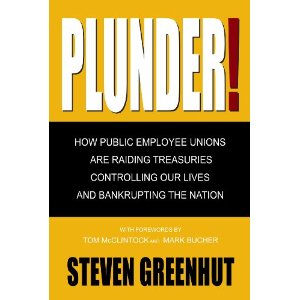 PLUNDER!
HOW PUBLIC EMPLOYEE UNIONS
ARE RAIDING TREASURIES
CONTROLLING OUR LIVES
AND BANKRUPTING THE NATION
WITH FOREWORDS BY
TOM McCLINTOCK AND MARK BUCHER
STEVEN GREENHUT